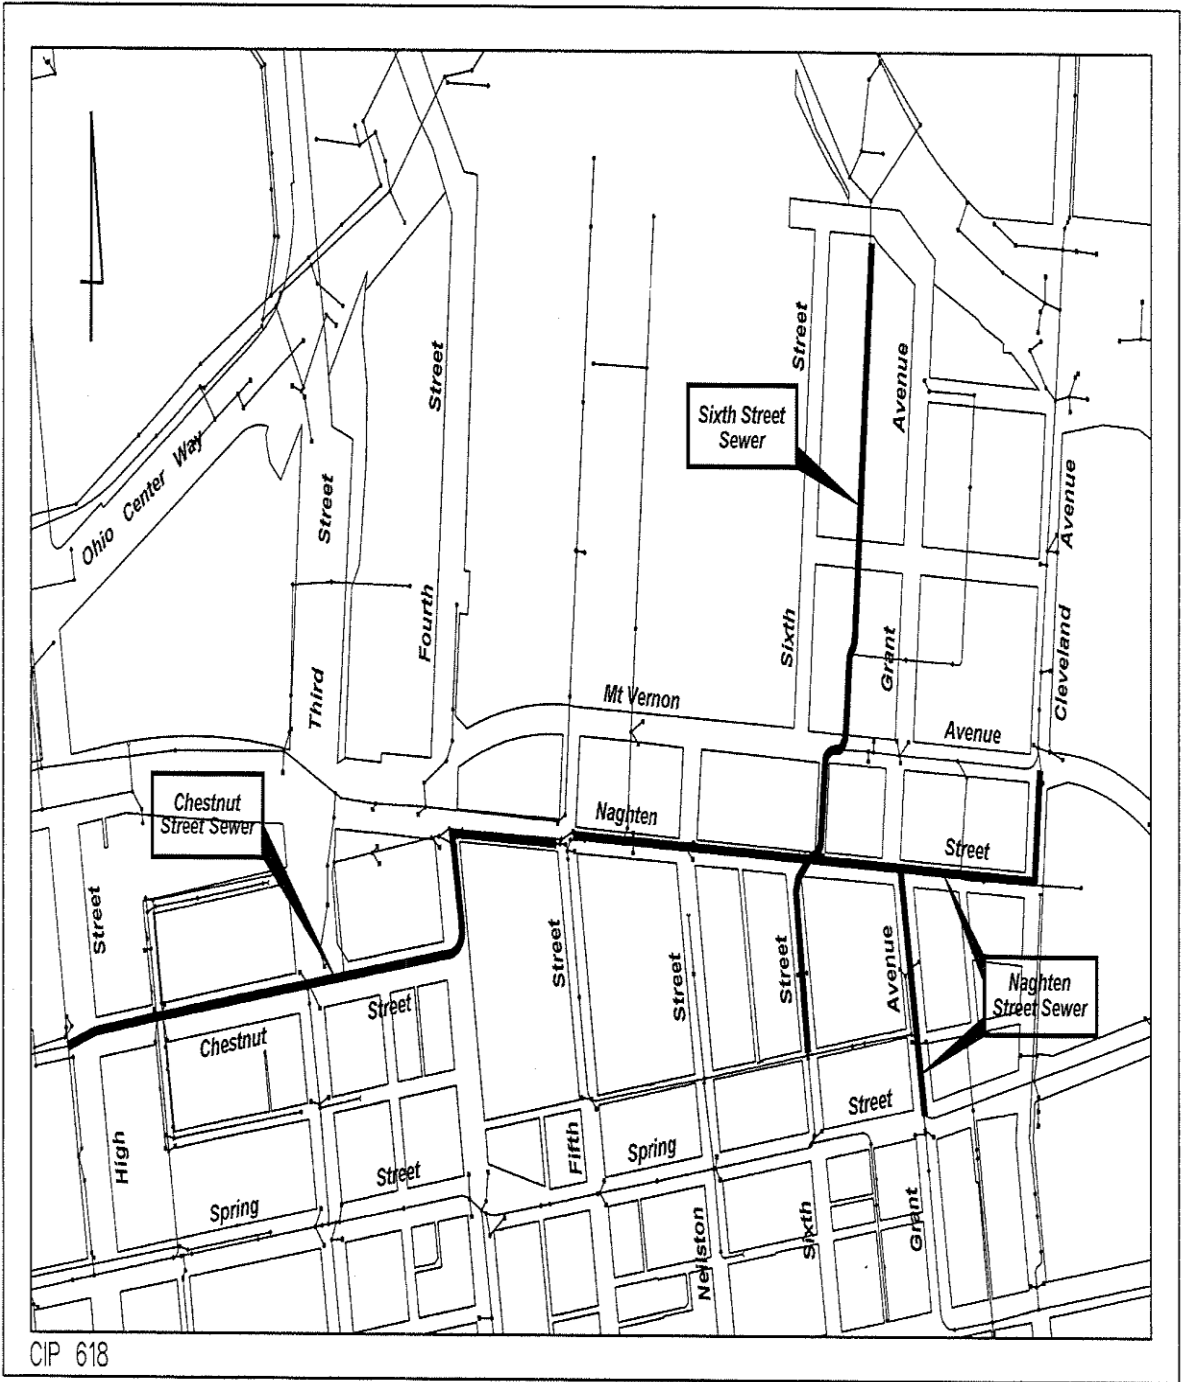 Street
Avenue
Street
Sixth Street
Sewer
Ohio Center Way
Street
Avenue
Fourth
Third
Sixth
Grant
Cleveland
Mt Vernon
Avenue
Chestnut
Street Sewer
Naghten
Street
Street
Street
Street
Street
Avenue
Naghten
Street Sewer
Street
Chestnut
High
Street
Fifth
Spring
Street
Spring
Neilston
Sixth
Grant
CIP 618